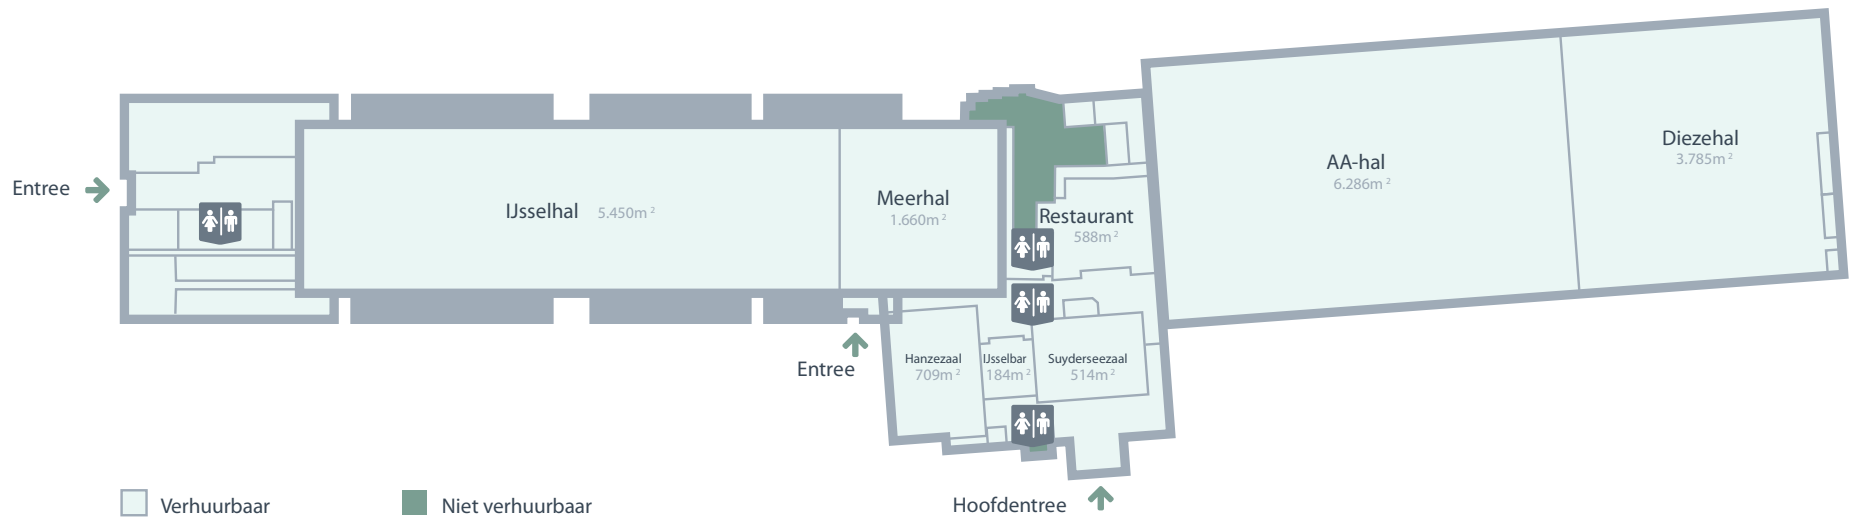 Diezehal
3.785m²
AA-hal
6.286m²
Entree
IJsselhal 5.450m²
Meerhal
1.660m²
Restaurant
588m²
Entree
Hanzezaal
709m²
IJsselbar
184m²
Suyderseezaal
514m²
Verhuurbaar
Niet verhuurbaar
Hoofdentree